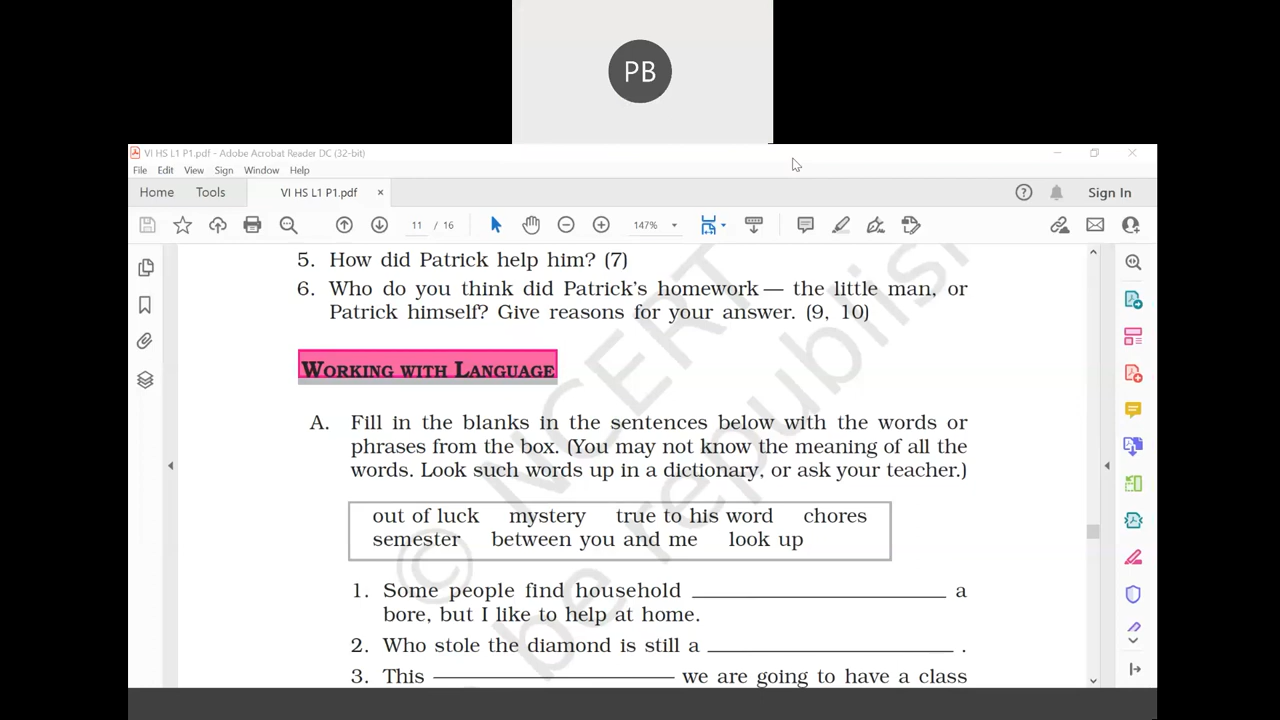 PB
VI HS L1 P1.pdf - Adobe Acrobat Reader DC (32-bit)
File Edit View Sign Window Help
Home Tools VI HS L1 P1.pdf × Sign In
11 / 16 147%
5. How did Patrick help him? (7)
6. Who do you think did Patrick's homework — the little man, or
Patrick himself? Give reasons for your answer. (9, 10)
WORKING WITH LANGUAGE
A. Fill in the blanks in the sentences below with the words or
phrases from the box. (You may not know the meaning of all the
words. Look such words up in a dictionary, or ask your teacher.)
out of luck mystery true to his word chores
semester between you and me look up
1. Some people find household ____________ a
bore, but I like to help at home.
2. Who stole the diamond is still a ____________ .
3. This ____________ we are going to have a class
© NCERT
be republish